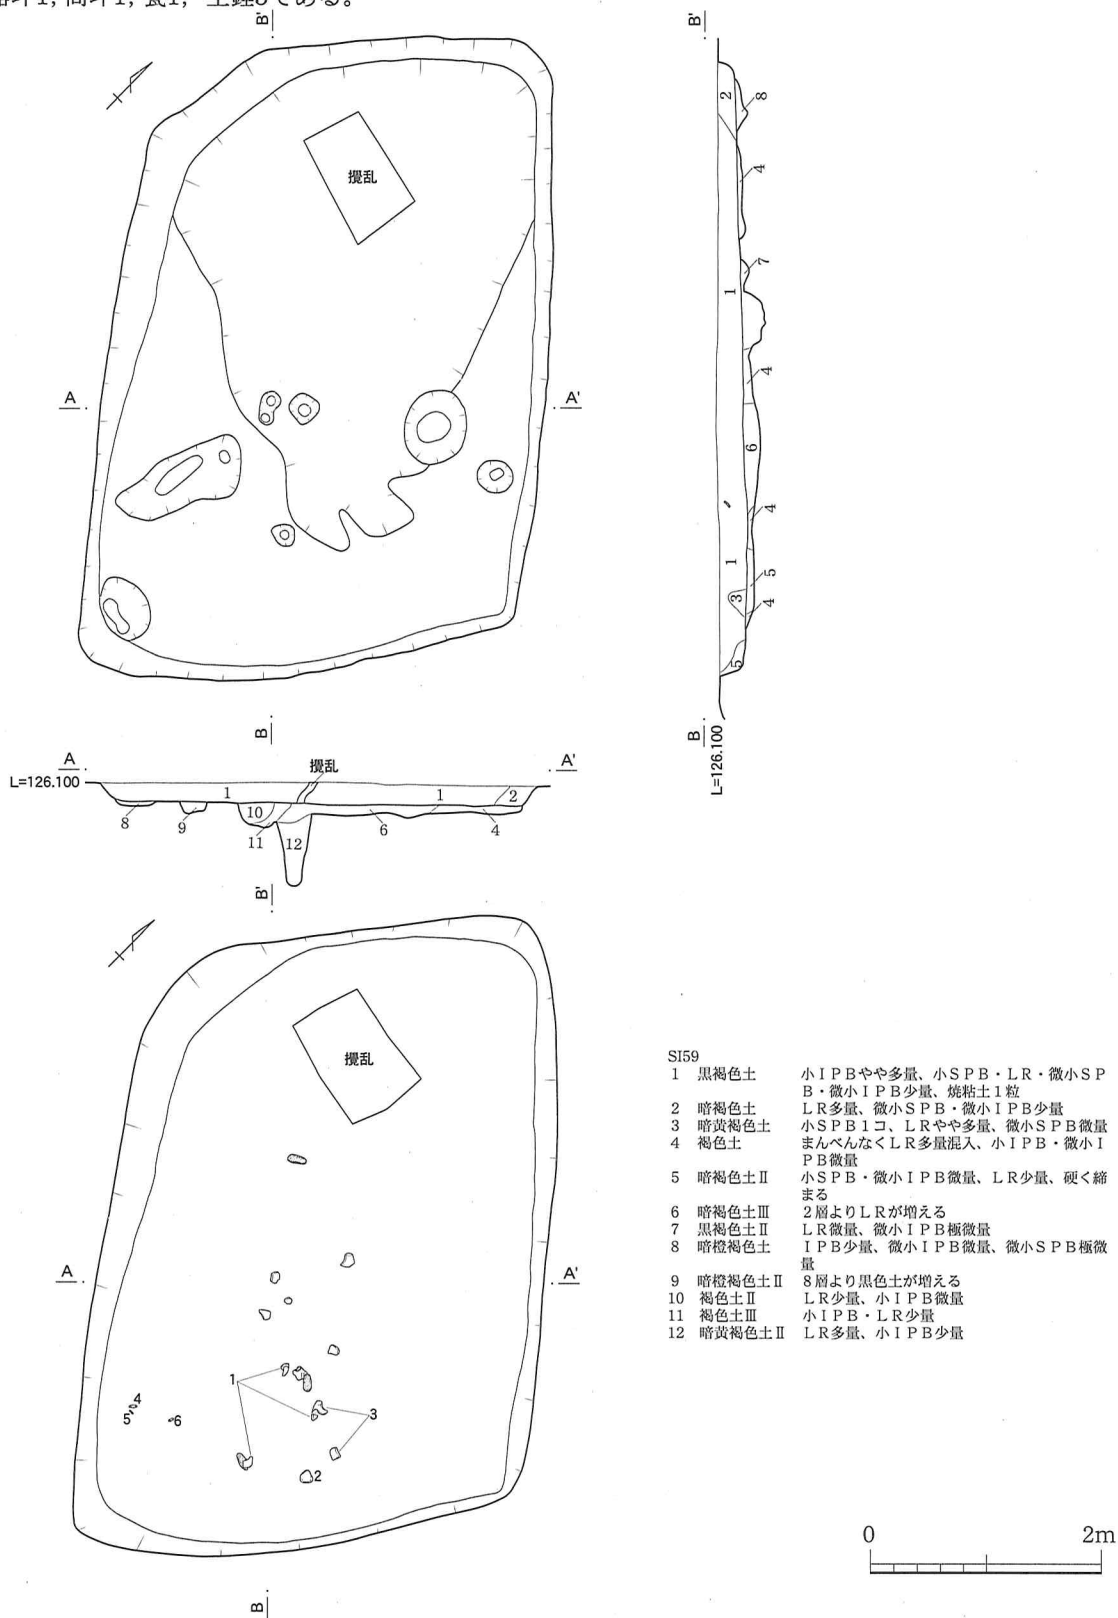 坏1, 高坏1, 甕1, 土錘3である。
B'
B'
攪乱
2
8
4
7
1
4
6
4
1
5
3
4
5
A
A'
B
B
L=126.100
A
A'
L=126.100
攪乱
1
1
2
8
9
10
11
12
6
4
B'
攪乱
A
A'
1
4
5
6
3
2
B
SI59
1 黒褐色土 小ＩＰＢやや多量、小ＳＰＢ・ＬＲ・微小ＳＰ
Ｂ・微小ＩＰＢ少量、焼粘土１粒
2 暗褐色土 ＬＲ多量、微小ＳＰＢ・微小ＩＰＢ少量
3 暗黄褐色土 小ＳＰＢ１コ、ＬＲやや多量、微小ＳＰＢ微量
4 褐色土 まんべんなくＬＲ多量混入、小ＩＰＢ・微小Ｉ
ＰＢ微量
5 暗褐色土Ⅱ 小ＳＰＢ・微小ＩＰＢ微量、ＬＲ少量、硬く締
まる
6 暗褐色土Ⅲ ２層よりＬＲが増える
7 黒褐色土Ⅱ ＬＲ微量、微小ＩＰＢ極微量
8 暗橙褐色土 ＩＰＢ少量、微小ＩＰＢ微量、微小ＳＰＢ極微
量
9 暗橙褐色土Ⅱ ８層より黒色土が増える
10 褐色土Ⅱ ＬＲ少量、小ＩＰＢ微量
11 褐色土Ⅲ 小ＩＰＢ・ＬＲ少量
12 暗黄褐色土Ⅱ ＬＲ多量、小ＩＰＢ少量
0 2m